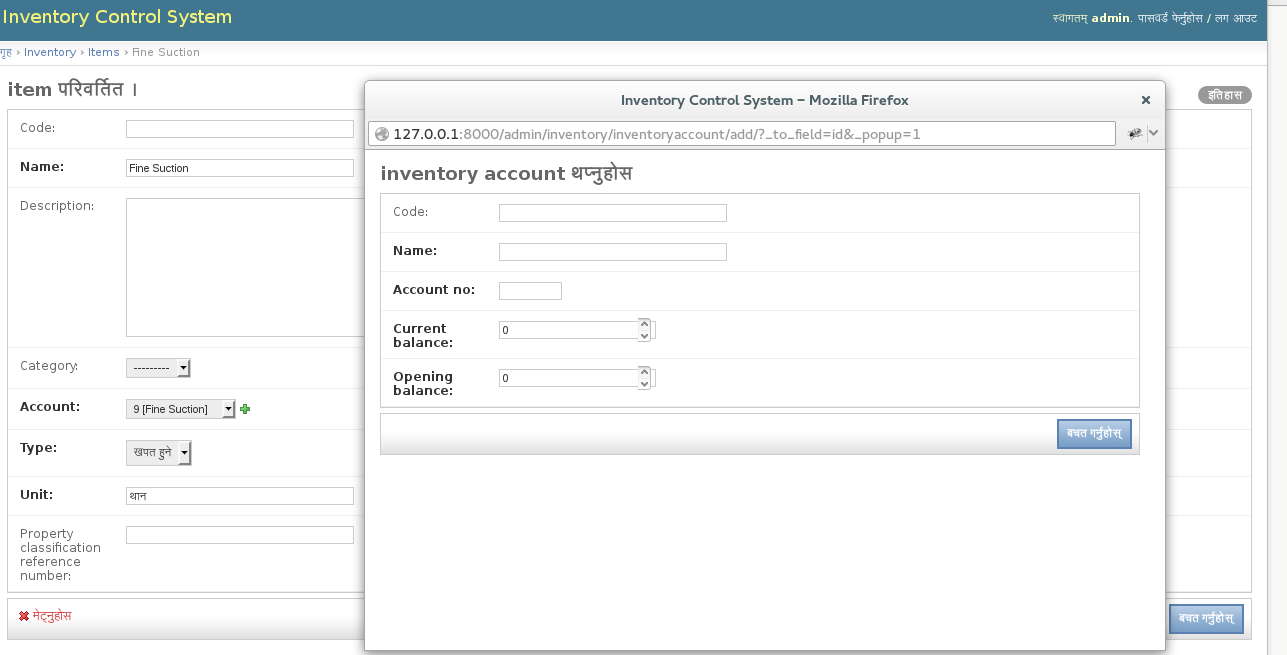 Inventory Control System
स्वागतम् admin. पासवर्ड फेर्नुहोस / लग आउट
गृह › Inventory › Items › Fine Suction
item परिवर्तित ।
इतिहास
Code:
Name: Fine Suction
Description:
Category: ---------
Account: 9 [Fine Suction]
Type: खपत हुने
Unit: थान
Property
classification
reference
number:
मेट्नुहोस
बचत गर्नुहोस्
Inventory Control System - Mozilla Firefox
127.0.0.1:8000/admin/inventory/inventoryaccount/add/?_to_field=id&_popup=1
inventory account थप्नुहोस
Code:
Name:
Account no:
Current
balance: 0
Opening
balance: 0
बचत गर्नुहोस्